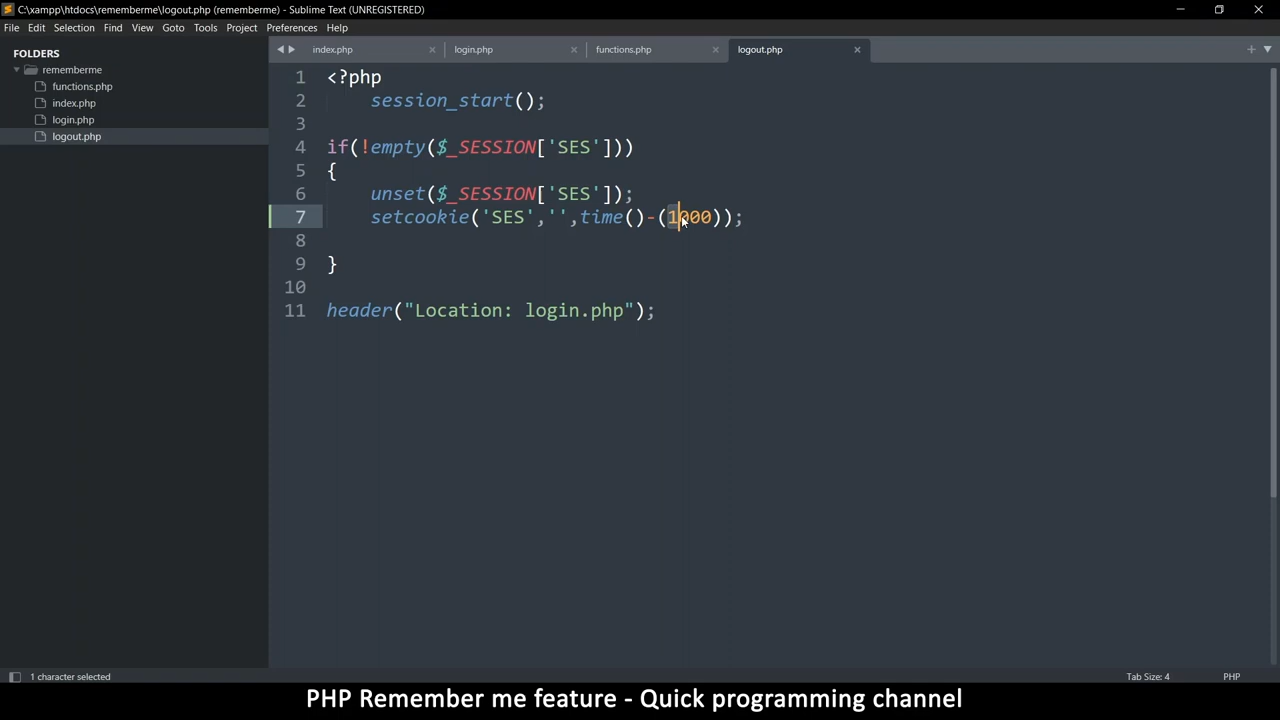 C:\xampp\htdocs\rememberme\logout.php (rememberme) - Sublime Text (UNREGISTERED)
File Edit Selection Find View Goto Tools Project Preferences Help
FOLDERS
rememberme
functions.php
index.php
login.php
logout.php
index.php login.php functions.php logout.php
1 <?php
2 session_start();
3
4 if(!empty($_SESSION['SES']))
5 {
6 unset($_SESSION['SES']);
7 setcookie('SES','',time()-(1000));
8
9 }
10
11 header("Location: login.php");
1 character selected
Tab Size: 4 PHP
PHP Remember me feature - Quick programming channel